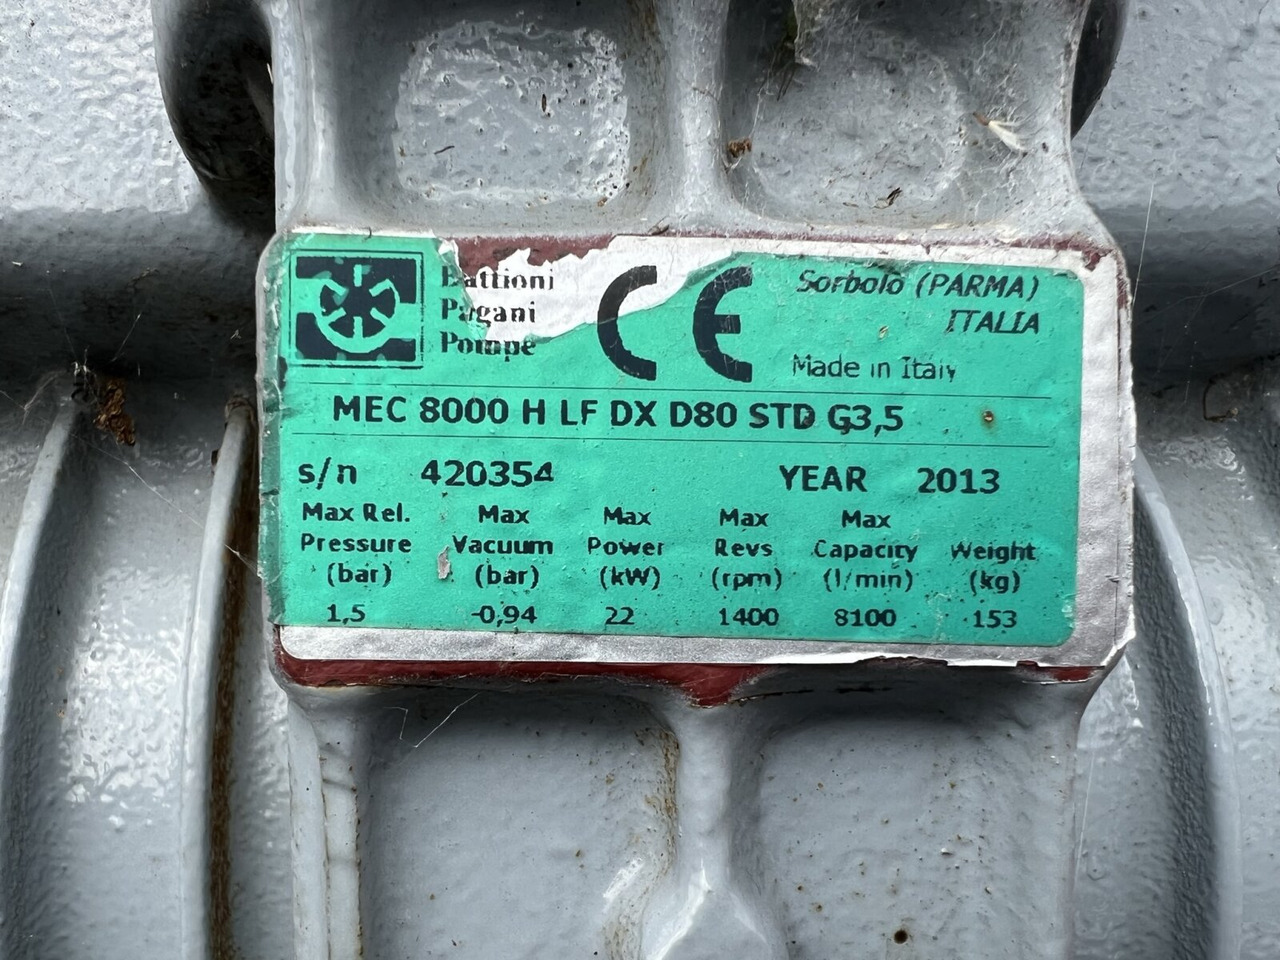 Battioni
Pagani
Pompe
CE
Sorbolo (PARMA)
ITALIA
Made in Italy
MEC 8000 H LF DX D80 STD G3,5
s/n 420354 YEAR 2013
Max Rel. Pressure (bar) 1,5
Max Vacuum (bar) -0,94
Max Power (kW) 22
Max Revs (rpm) 1400
Max Capacity (l/min) 8100
Weight (kg) 153